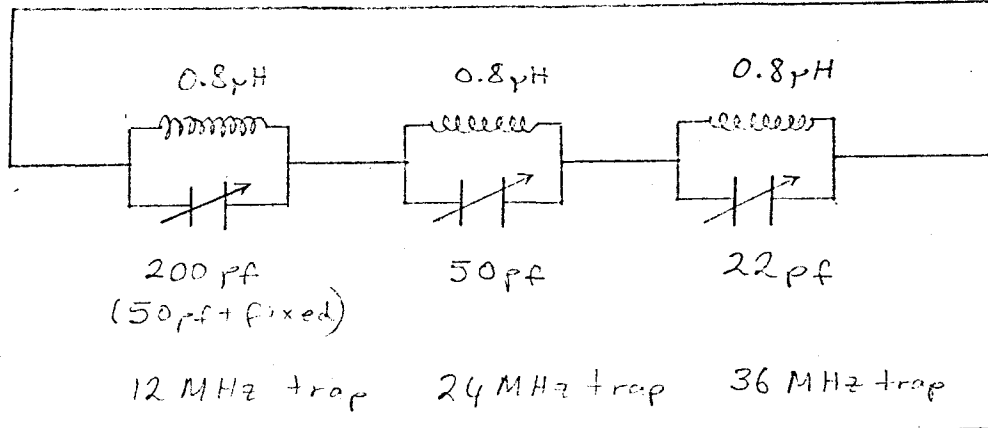 0.8μH 0.8μH 0.8μH
200 pf 50pf 22pf
(50pf + fixed)
12 MHz trap 24 MHz trap 36 MHz trap